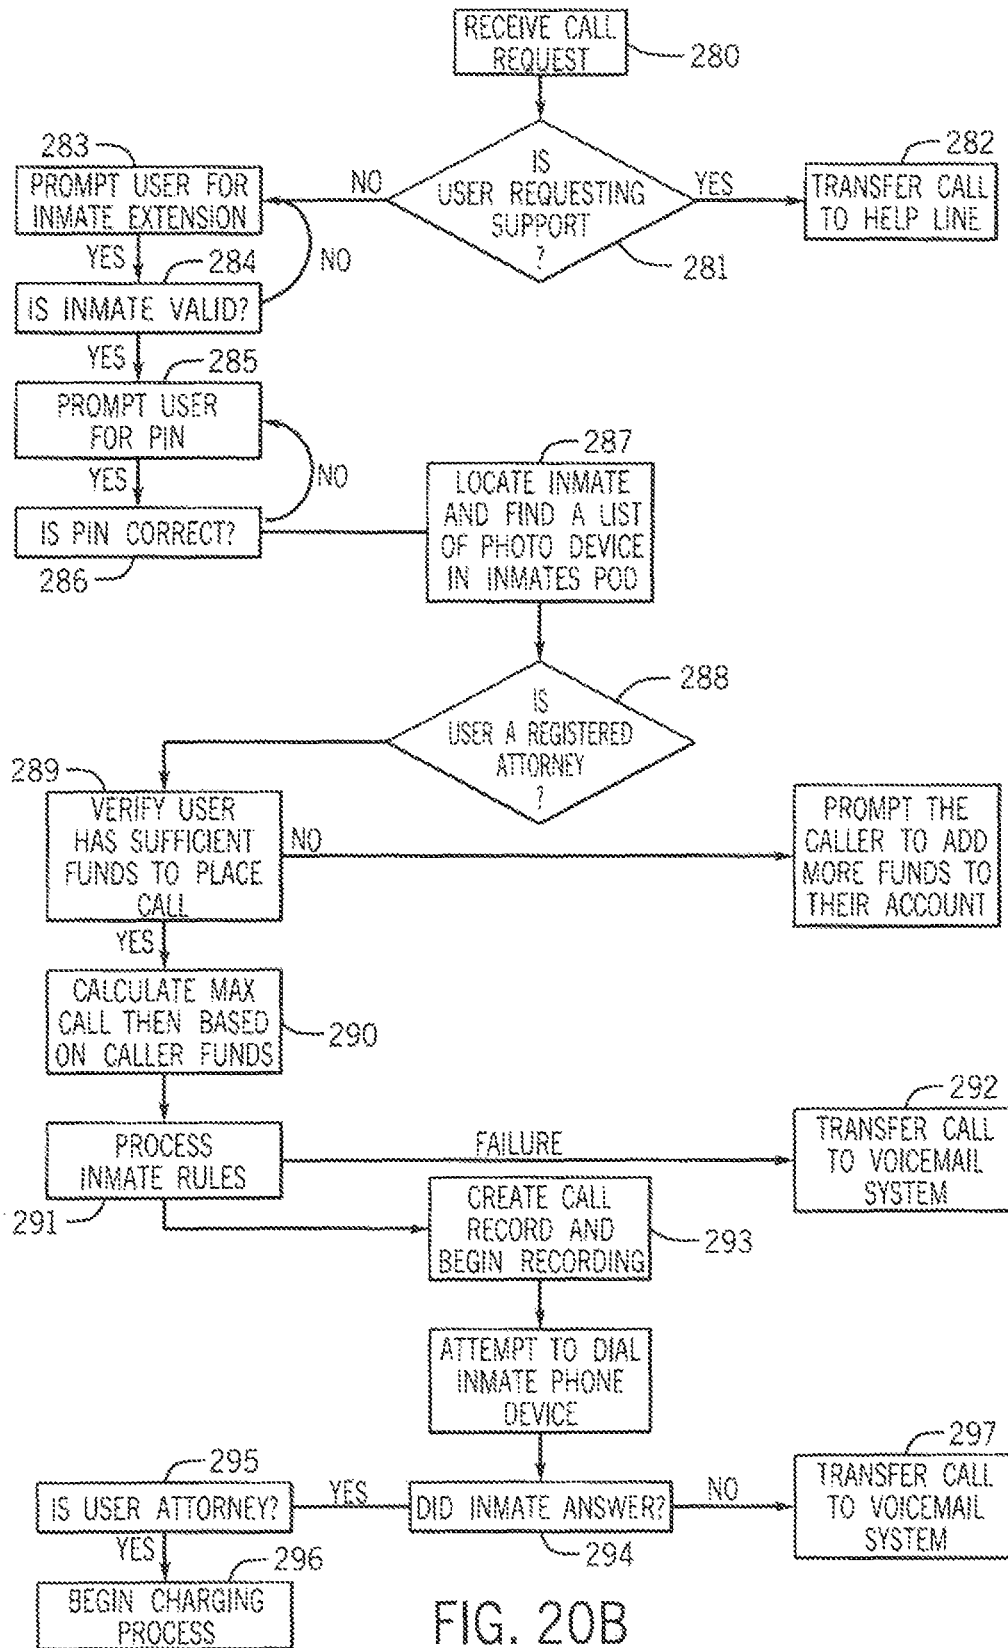 RECEIVE CALL
REQUEST
280
IS
USER REQUESTING
SUPPORT
?
281
YES
282
TRANSFER CALL
TO HELP LINE
NO
283
PROMPT USER FOR
INMATE EXTENSION
YES
284
NO
IS INMATE VALID?
YES
285
PROMPT USER
FOR PIN
YES
NO
IS PIN CORRECT?
286
287
LOCATE INMATE
AND FIND A LIST
OF PHOTO DEVICE
IN INMATES POD
288
IS
USER A REGISTERED
ATTORNEY
?
289
VERIFY USER
HAS SUFFICIENT
FUNDS TO PLACE
CALL
NO
PROMPT THE
CALLER TO ADD
MORE FUNDS TO
THEIR ACCOUNT
YES
CALCULATE MAX
CALL THEN BASED
ON CALLER FUNDS
290
PROCESS
INMATE RULES
291
FAILURE
292
TRANSFER CALL
TO VOICEMAIL
SYSTEM
CREATE CALL
RECORD AND
BEGIN RECORDING
293
ATTEMPT TO DIAL
INMATE PHONE
DEVICE
DID INMATE ANSWER?
294
NO
297
TRANSFER CALL
TO VOICEMAIL
SYSTEM
YES
295
IS USER ATTORNEY?
YES
296
BEGIN CHARGING
PROCESS
FIG. 20B